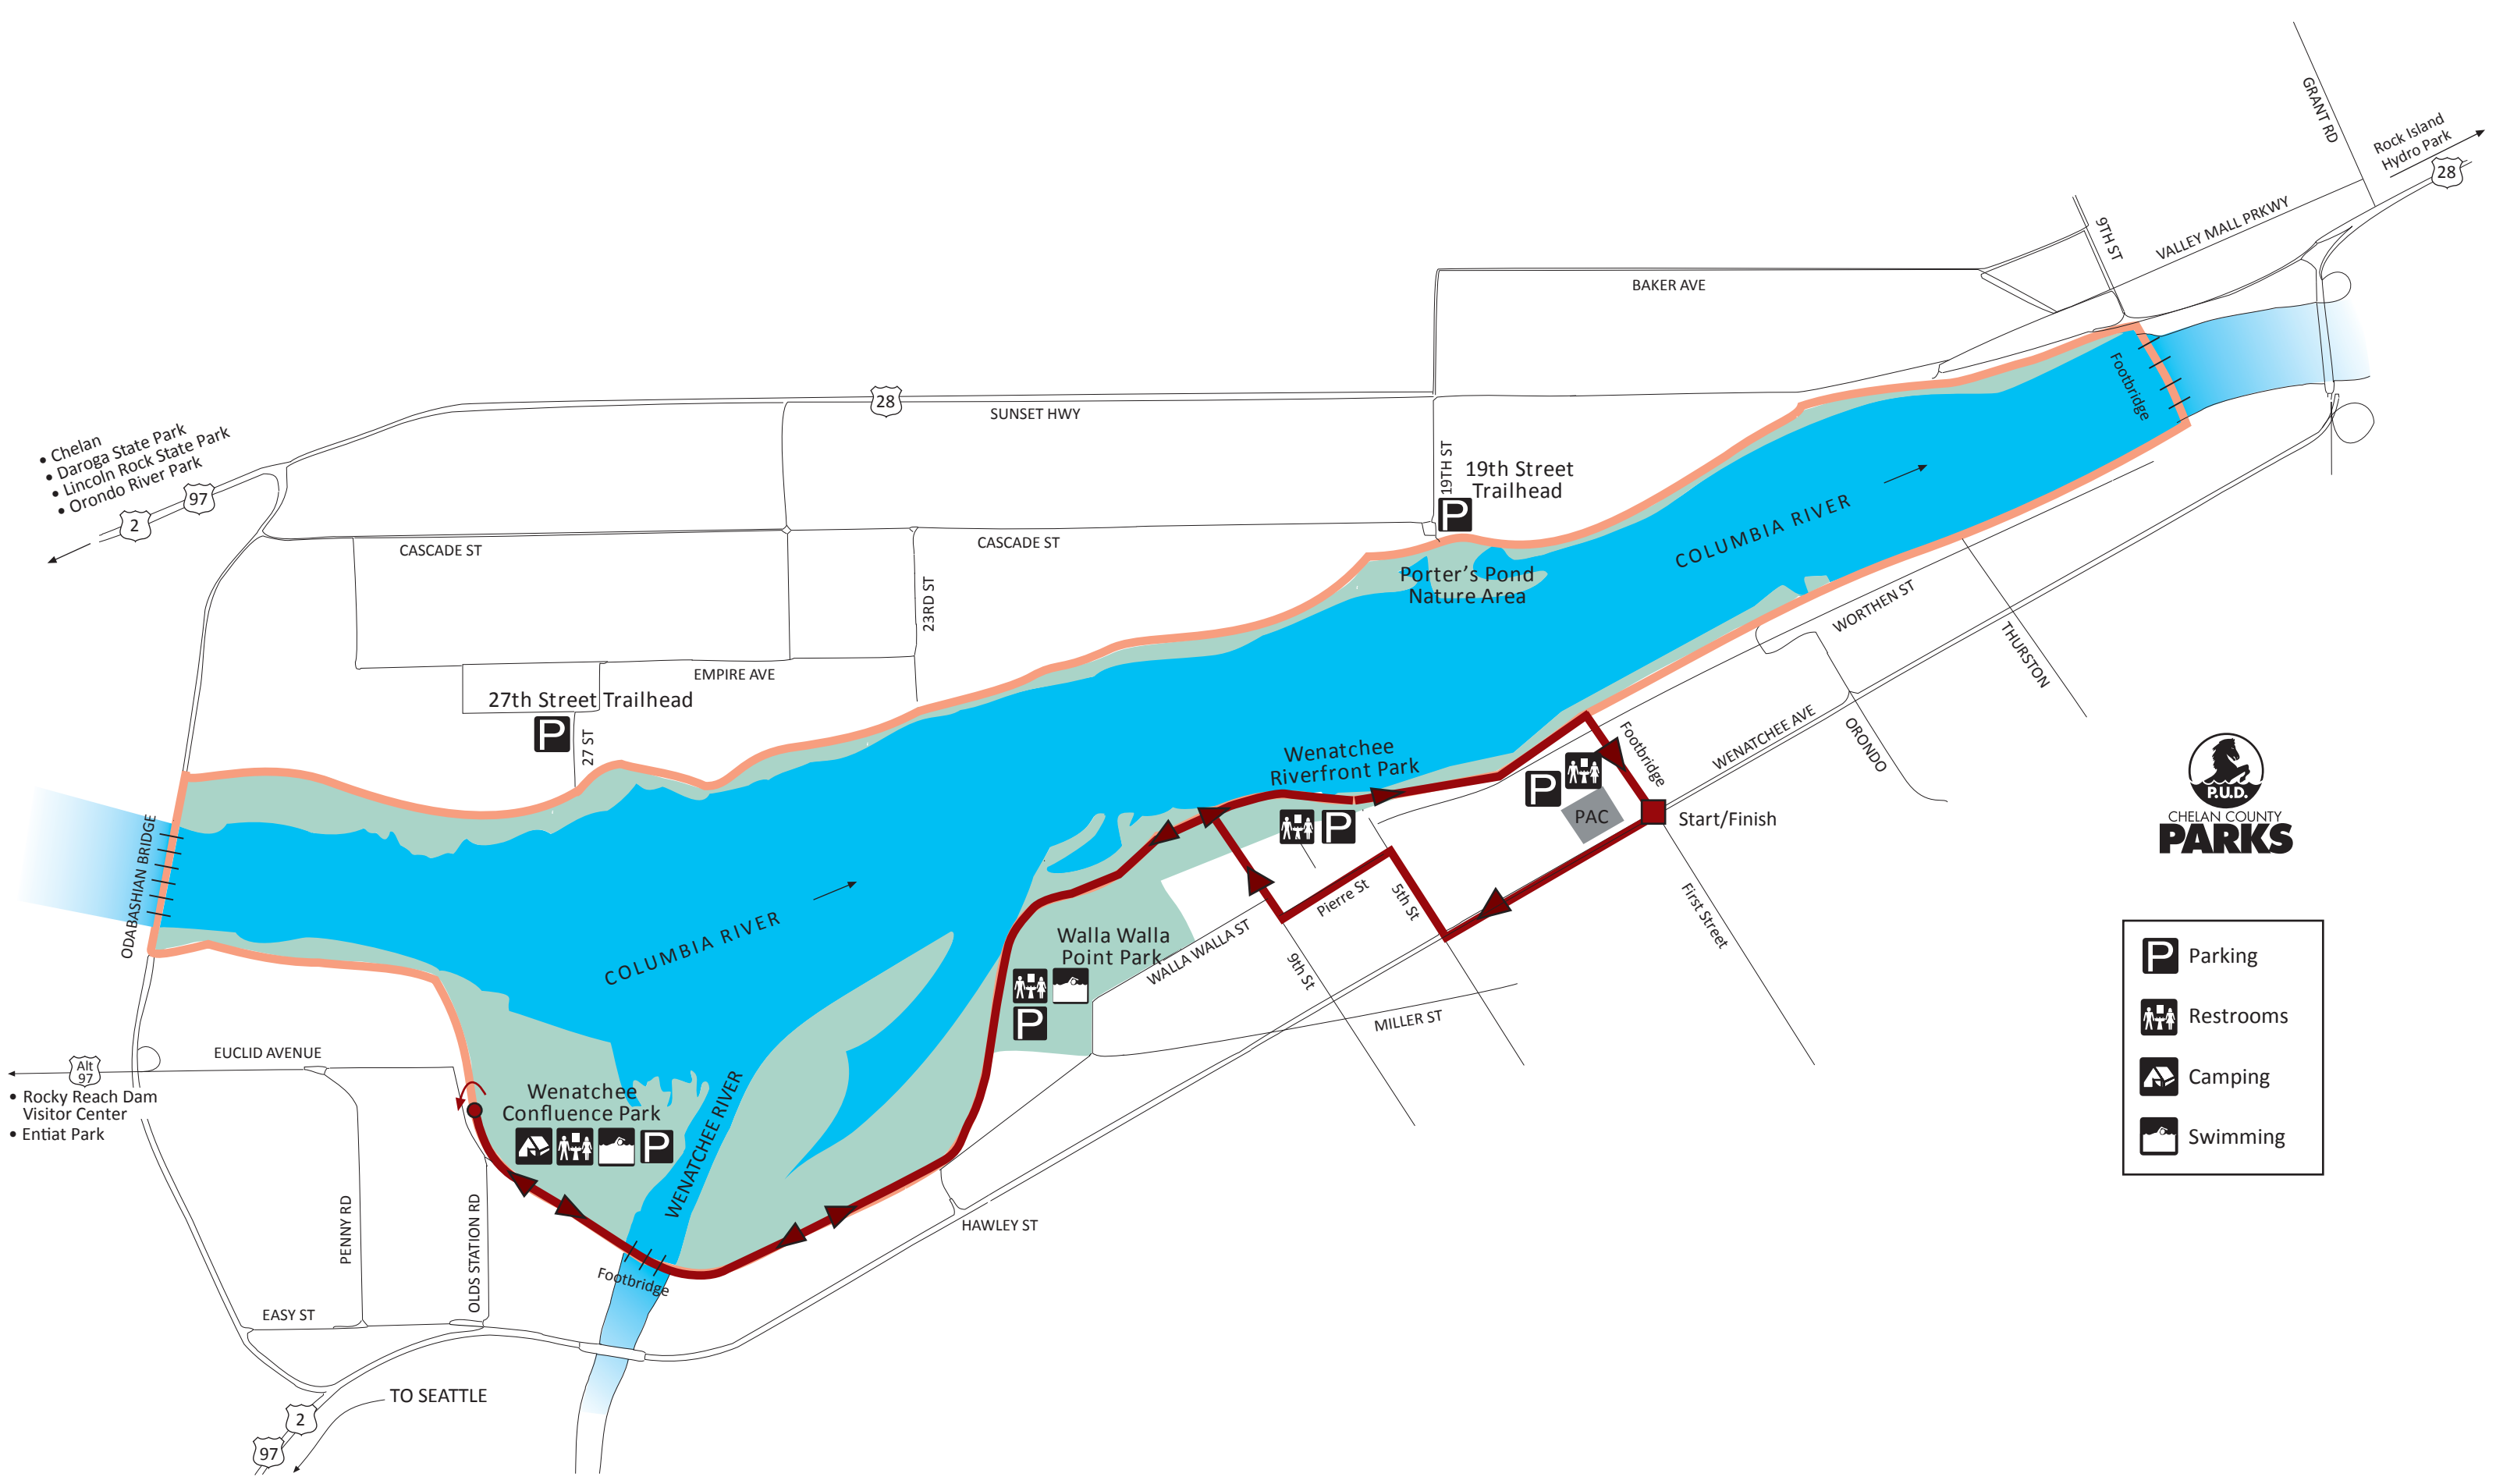 GRANT RD
Rock Island
Hydro Park
28
9TH ST
VALLEY MALL PRKWY
BAKER AVE
Footbridge
28
SUNSET HWY
• Chelan
• Daroga State Park
• Lincoln Rock State Park
• Orondo River Park
97
2
19TH ST
19th Street
Trailhead
P
CASCADE ST
CASCADE ST
COLUMBIA RIVER
Porter's Pond
Nature Area
23RD ST
WORTHEN ST
THURSTON
EMPIRE AVE
27th Street Trailhead
P
27 ST
Wenatchee
Riverfront Park
P
Footbridge
P
PAC
Start/Finish
WENATCHEE AVE
ORONDO
P.U.D.
CHELAN COUNTY
PARKS
ODABASHIAN BRIDGE
COLUMBIA RIVER
Pierre St
5th St
First Street
Walla Walla
Point Park
P
WALLA WALLA ST
9th St
MILLER ST
P Parking
Restrooms
Camping
Swimming
EUCLID AVENUE
Alt
97
• Rocky Reach Dam
Visitor Center
• Entiat Park
Wenatchee
Confluence Park
P
WENATCHEE RIVER
PENNY RD
OLDS STATION RD
Footbridge
HAWLEY ST
EASY ST
TO SEATTLE
2
97